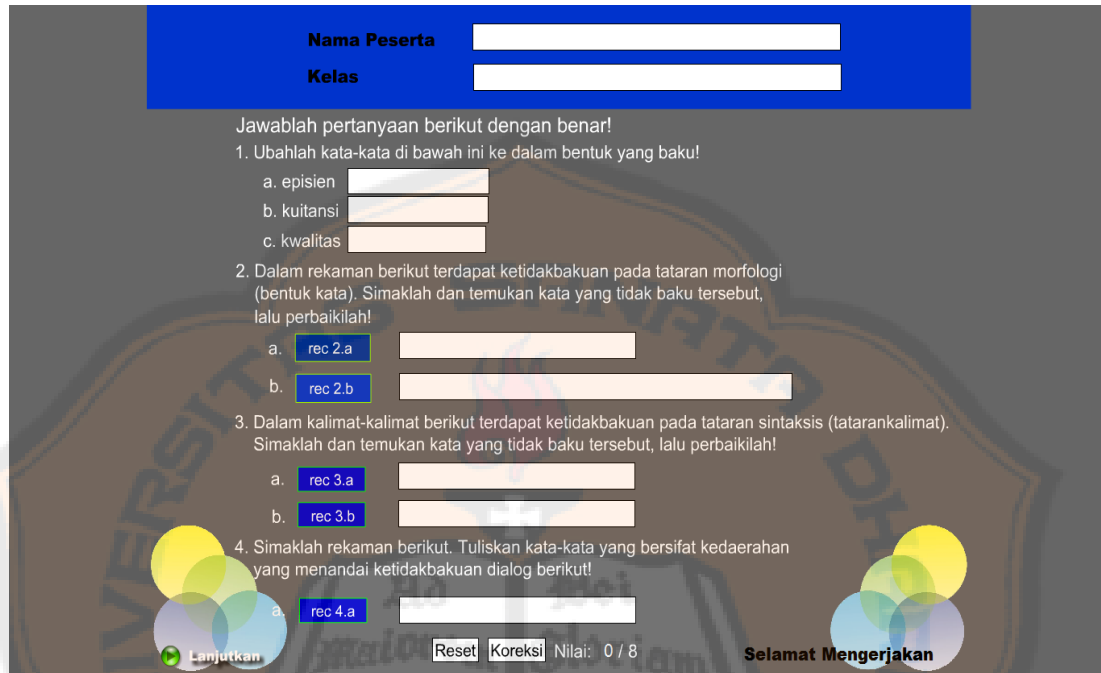 Nama Peserta
Kelas
Jawablah pertanyaan berikut dengan benar!
1. Ubahlah kata-kata di bawah ini ke dalam bentuk yang baku!
a. episien
b. kuitansi
c. kwalitas
2. Dalam rekaman berikut terdapat ketidakbakuan pada tataran morfologi
(bentuk kata). Simaklah dan temukan kata yang tidak baku tersebut,
lalu perbaikilah!
a. rec 2.a
b. rec 2.b
3. Dalam kalimat-kalimat berikut terdapat ketidakbakuan pada tataran sintaksis (tatarankalimat).
Simaklah dan temukan kata yang tidak baku tersebut, lalu perbaikilah!
a. rec 3.a
b. rec 3.b
4. Simaklah rekaman berikut. Tuliskan kata-kata yang bersifat kedaerahan
yang menandai ketidakbakuan dialog berikut!
a. rec 4.a
Lanjutkan
Reset Koreksi Nilai: 0 / 8
Selamat Mengerjakan